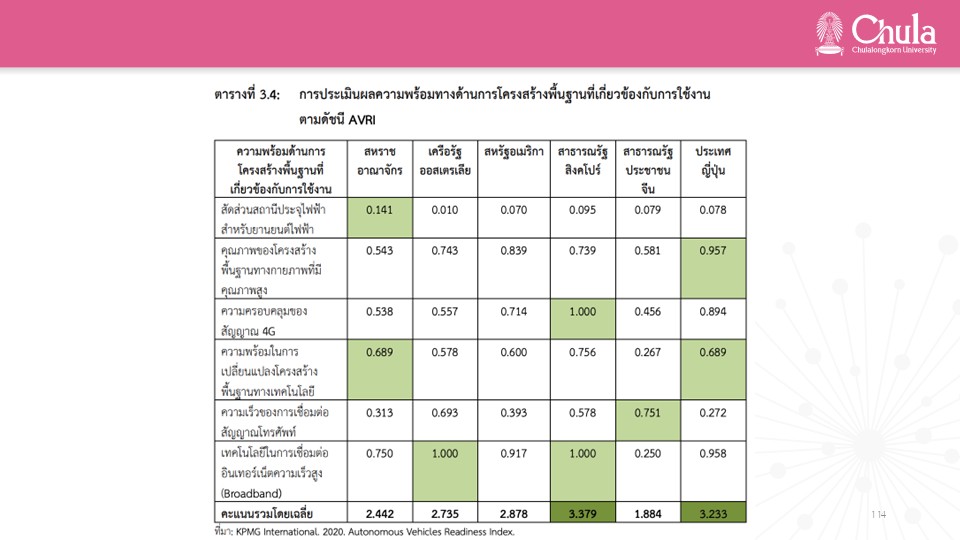 Chula
Chulalongkorn University
ตารางที่ 3.4: การประเมินผลความพร้อมทางด้านการโครงสร้างพื้นฐานที่เกี่ยวข้องกับการใช้งาน
ตามดัชนี AVRI
ความพร้อมด้านการ สหราช เครือรัฐ สหรัฐอเมริกา สาธารณรัฐ สาธารณรัฐ ประเทศ
โครงสร้างพื้นฐานที่ อาณาจักร ออสเตรเลีย สิงคโปร์ ประชาชน ญี่ปุ่น
เกี่ยวข้องกับการใช้งาน จีน
สัดส่วนสถานีประจุไฟฟ้า 0.141 0.010 0.070 0.095 0.079 0.078
สำหรับยานยนต์ไฟฟ้า
คุณภาพของโครงสร้าง 0.543 0.743 0.839 0.739 0.581 0.957
พื้นฐานทางกายภาพที่มี
คุณภาพสูง
ความครอบคลุมของ 0.538 0.557 0.714 1.000 0.456 0.894
สัญญาณ 4G
ความพร้อมในการ 0.689 0.578 0.600 0.756 0.267 0.689
เปลี่ยนแปลงโครงสร้าง
พื้นฐานทางเทคโนโลยี
ความเร็วของการเชื่อมต่อ 0.313 0.693 0.393 0.578 0.751 0.272
สัญญาณโทรศัพท์
เทคโนโลยีในการเชื่อมต่อ 0.750 1.000 0.917 1.000 0.250 0.958
อินเทอร์เน็ตความเร็วสูง
(Broadband)
คะแนนรวมโดยเฉลี่ย 2.442 2.735 2.878 3.379 1.884 3.233
ที่มา: KPMG International. 2020. Autonomous Vehicles Readiness Index.
114